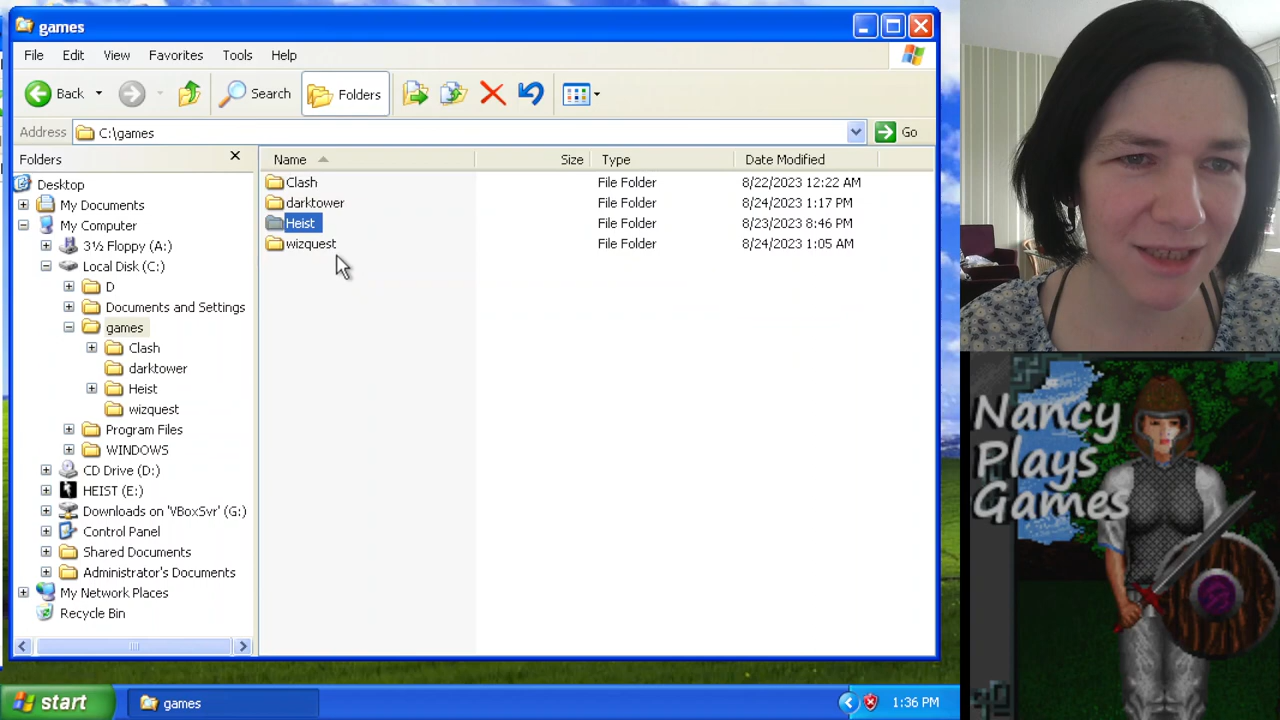 games
File Edit View Favorites Tools Help
Back Search Folders
Address C:\games Go
Folders
Name Size Type Date Modified
Desktop
My Documents
My Computer
3½ Floppy (A:)
Local Disk (C:)
D
Documents and Settings
games
Clash
darktower
Heist
wizquest
Program Files
WINDOWS
CD Drive (D:)
HEIST (E:)
Downloads on 'VBoxSvr' (G:)
Control Panel
Shared Documents
Administrator's Documents
My Network Places
Recycle Bin
Clash File Folder 8/22/2023 12:22 AM
darktower File Folder 8/24/2023 1:17 PM
Heist File Folder 8/23/2023 8:46 PM
wizquest File Folder 8/24/2023 1:05 AM
Nancy
Plays
Games
start games 1:36 PM